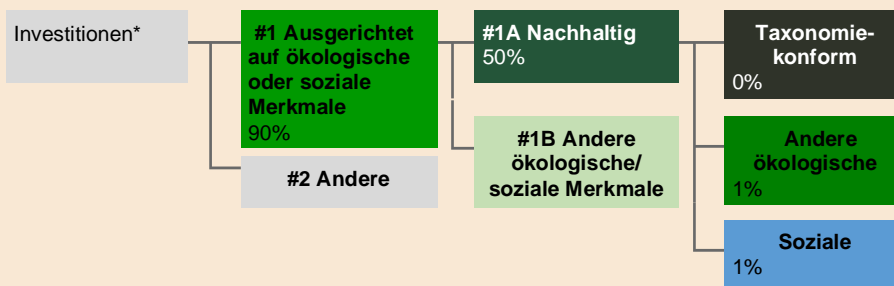 Investitionen*
#1 Ausgerichtet
auf ökologische
oder soziale
Merkmale
90%
#2 Andere
#1A Nachhaltig
50%
#1B Andere
ökologische/
soziale Merkmale
Taxonomie-
konform
0%
Andere
ökologische
1%
Soziale
1%